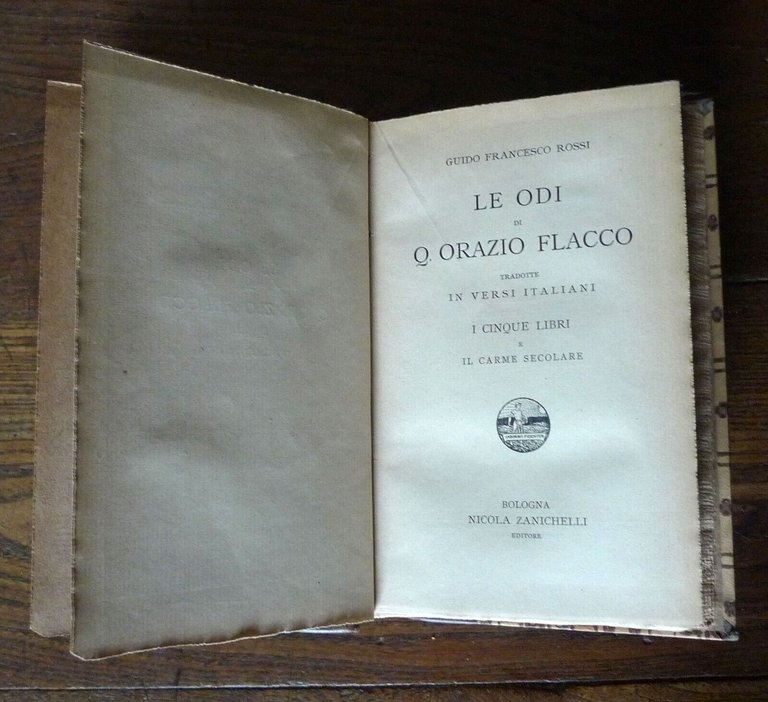 GUIDO FRANCESCO ROSSI
LE ODI
DI
Q. ORAZIO FLACCO
TRADOTTE
IN VERSI ITALIANI
I CINQUE LIBRI
E
IL CARME SECOLARE
BOLOGNA
NICOLA ZANICHELLI
EDITORE